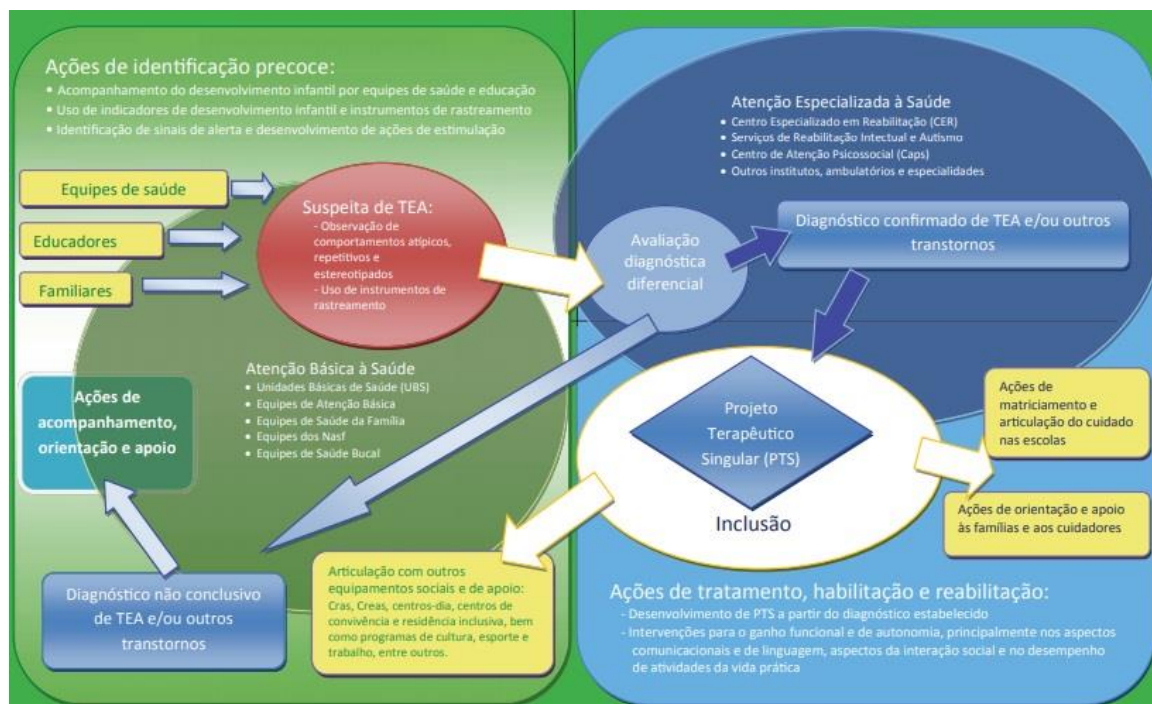 Ações de identificação precoce:
• Acompanhamento do desenvolvimento infantil por equipes de saúde e educação
• Uso de indicadores de desenvolvimento infantil e instrumentos de rastreamento
• Identificação de sinais de alerta e desenvolvimento de ações de estimulação
Equipes de saúde
Educadores
Familiares
Suspeita de TEA:
- Observação de
comportamentos atípicos,
repetitivos e
estereotipados
- Uso de instrumentos de
rastreamento
Atenção Básica à Saúde
• Unidades Básicas de Saúde (UBS)
• Equipes de Atenção Básica
• Equipes de Saúde da Família
• Equipes dos Nasf
• Equipes de Saúde Bucal
Ações de
acompanhamento,
orientação e apoio
Diagnóstico não conclusivo
de TEA e/ou outros
transtornos
Articulação com outros
equipamentos sociais e de apoio:
Cras, Creas, centros-dia, centros de
convivência e residência inclusiva, bem
como programas de cultura, esporte e
trabalho, entre outros.
Atenção Especializada à Saúde
• Centro Especializado em Reabilitação (CER)
• Serviços de Reabilitação Intectual e Autismo
• Centro de Atenção Psicossocial (Caps)
• Outros institutos, ambulatórios e especialidades
Avaliação
diagnóstica
diferencial
Diagnóstico confirmado de TEA e/ou outros
transtornos
Projeto
Terapêutico
Singular (PTS)
Inclusão
Ações de
matriciamento e
articulação do cuidado
nas escolas
Ações de orientação e apoio
às famílias e aos cuidadores
Ações de tratamento, habilitação e reabilitação:
- Desenvolvimento de PTS a partir do diagnóstico estabelecido
- Intervenções para o ganho funcional e de autonomia, principalmente nos aspectos
comunicacionais e de linguagem, aspectos da interação social e no desempenho
de atividades da vida prática